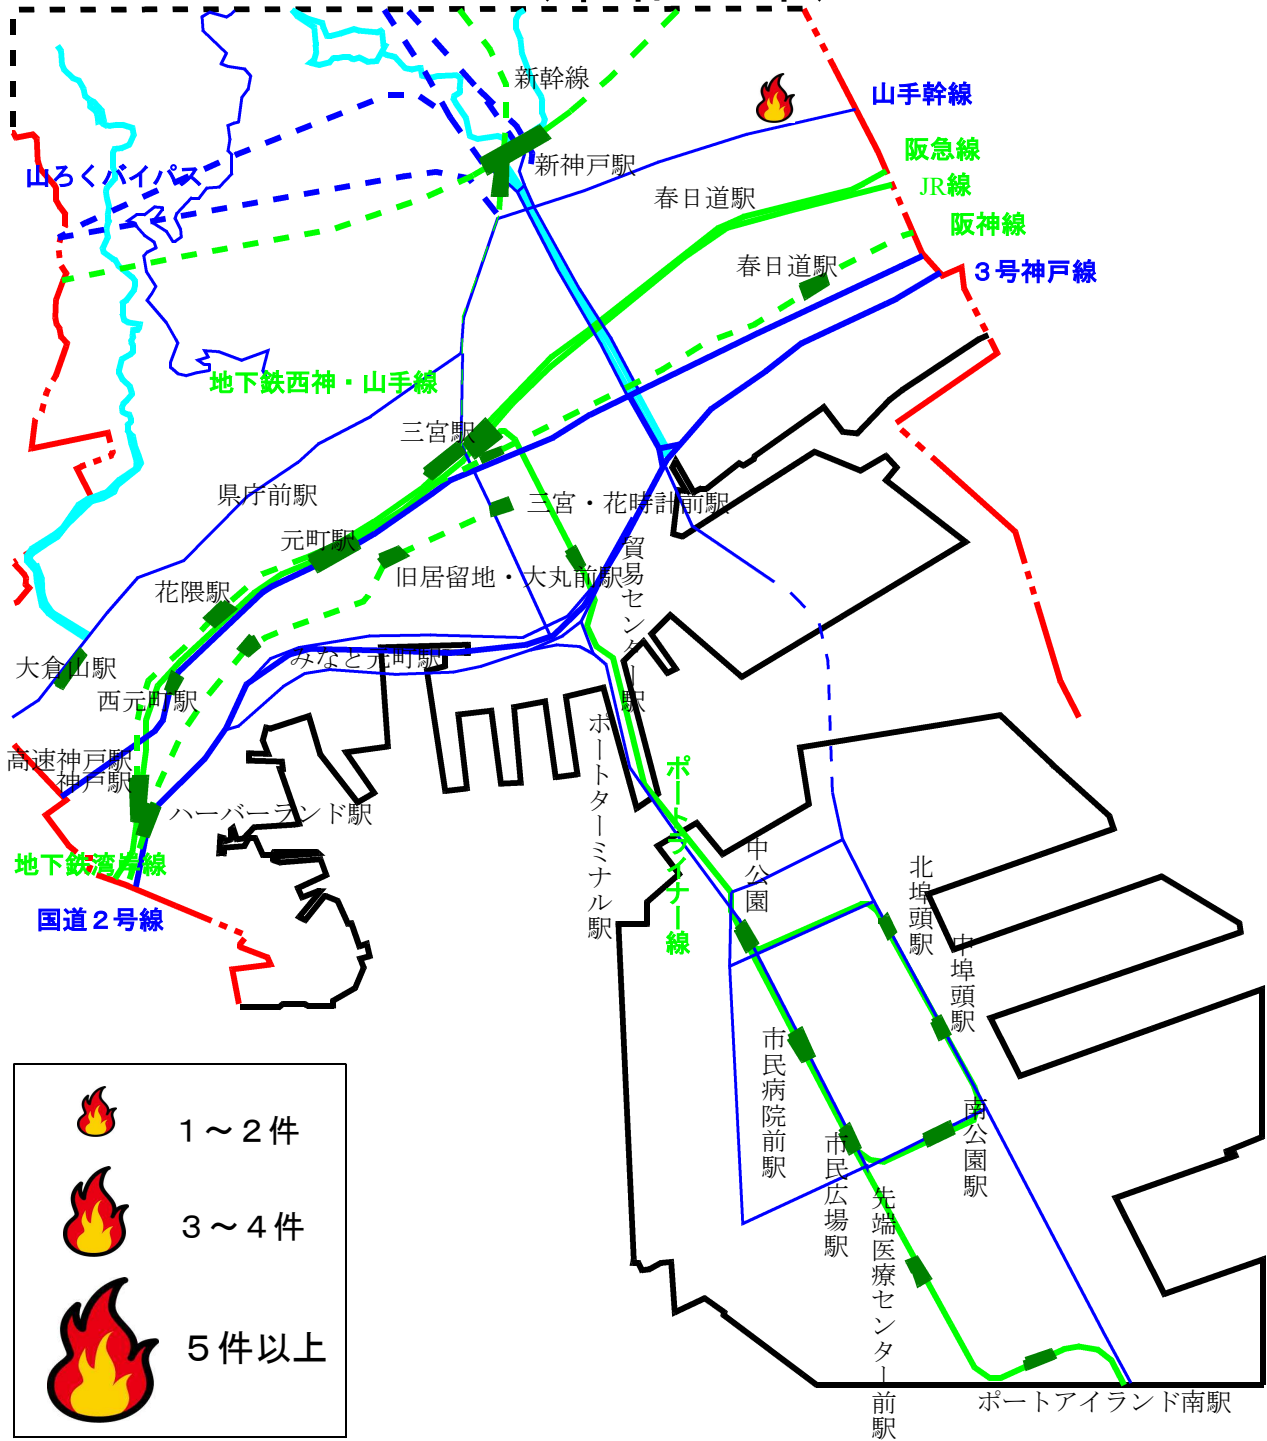 新幹線
山手幹線
阪急線
新神戸駅
山ろくバイパス
JR線
春日道駅
阪神線
春日道駅
３号神戸線
地下鉄西神・山手線
三宮駅
県庁前駅
三宮・花時計前駅
元町駅
貿易センター駅
旧居留地・大丸前駅
花隈駅
みなと元町駅
大倉山駅
西元町駅
ポートターミナル駅
高速神戸駅
神戸駅
ポートライナー線
ハーバーランド駅
中公園
地下鉄湾岸線
北埠頭駅
国道２号線
中埠頭駅
市民病院前駅
南公園駅
市民広場駅
先端医療センター前駅
ポートアイランド南駅
１～２件
３～４件
５件以上